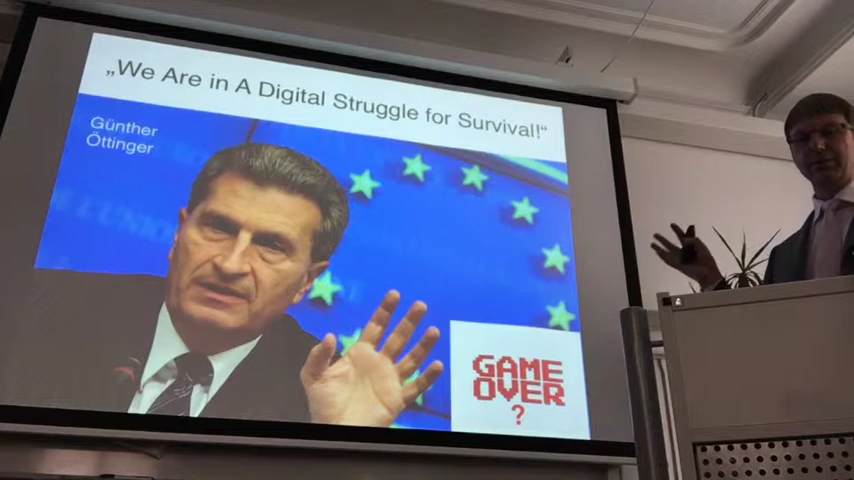 „We Are in A Digital Struggle for Survival!“
Günther
Öttinger
GAME
OVER
?